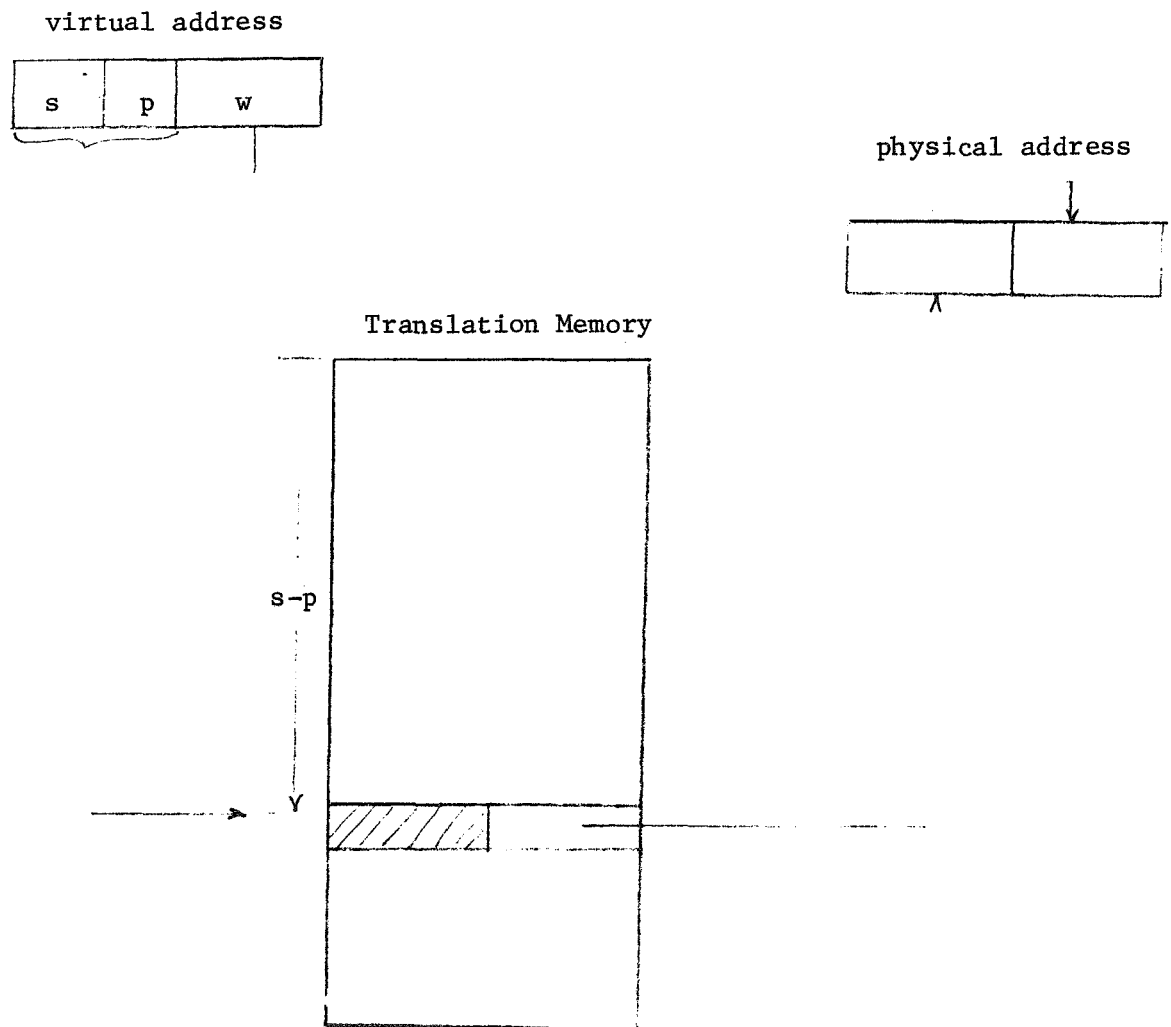 virtual address
s p w
physical address
Translation Memory
s-p